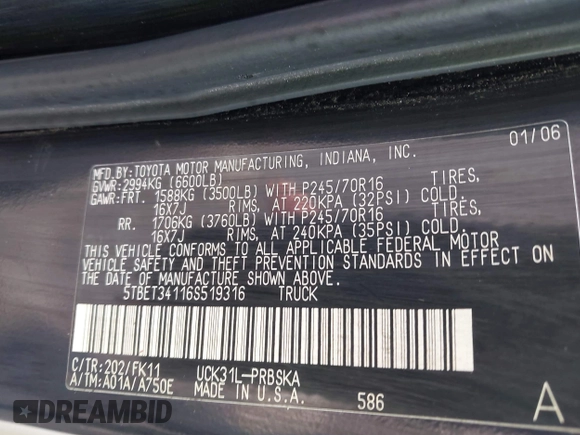 MFD.BY:TOYOTA MOTOR MANUFACTURING, INDIANA, INC. 01/06
GVWR:2994KG (6600LB)
GAWR:FRT. 1588KG (3500LB) WITH P245/70R16 TIRES,
16X7J RIMS, AT 220KPA (32PSI) COLD.
RR. 1706KG (3760LB) WITH P245/70R16 TIRES,
16X7J RIMS, AT 240KPA (35PSI) COLD.
THIS VEHICLE CONFORMS TO ALL APPLICABLE FEDERAL MOTOR
VEHICLE SAFETY AND THEFT PREVENTION STANDARDS IN EFFECT ON
THE DATE OF MANUFACTURE SHOWN ABOVE.
5TBET34116S519316 TRUCK
C/TR:202/FK11 UCK31L-PRBSKA
A/TM:A01A/A750E MADE IN U.S.A. 586 A
DREAMBID